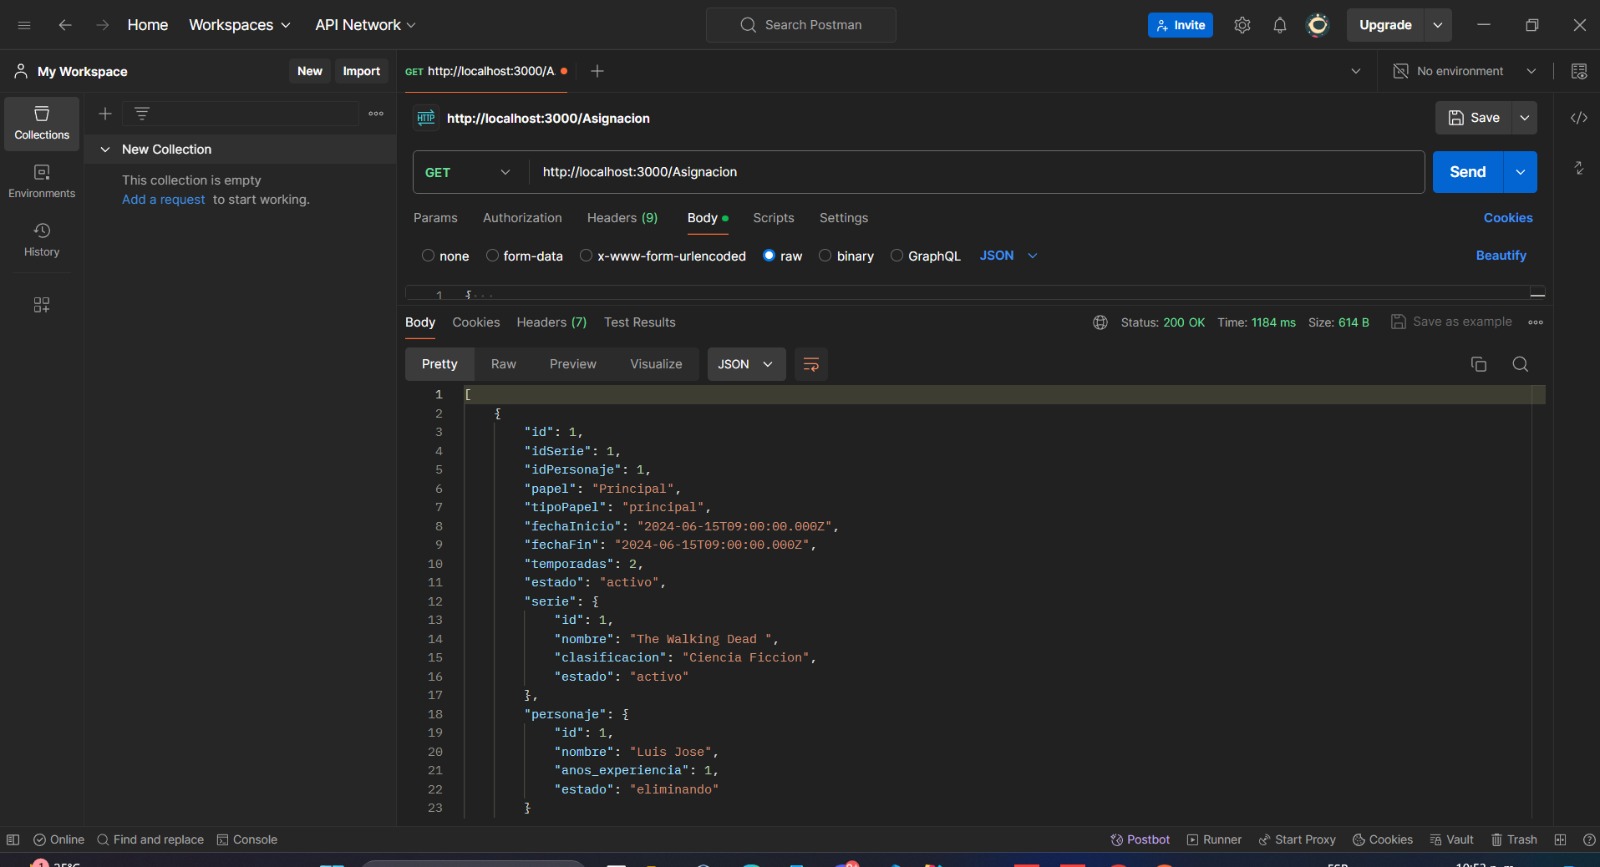 Home Workspaces API Network Search Postman Invite Upgrade
My Workspace New Import GET http://localhost:3000/A No environment
HTTP http://localhost:3000/Asignacion Save
Collections
New Collection
This collection is empty
Add a request to start working.
Environments
History
GET http://localhost:3000/Asignacion Send
Params Authorization Headers (9) Body Scripts Settings Cookies
none form-data x-www-form-urlencoded raw binary GraphQL JSON Beautify
1 {
Body Cookies Headers (7) Test Results Status: 200 OK Time: 1184 ms Size: 614 B Save as example
Pretty Raw Preview Visualize JSON
1 [
2 {
3 "id": 1,
4 "idSerie": 1,
5 "idPersonaje": 1,
6 "papel": "Principal",
7 "tipoPapel": "principal",
8 "fechaInicio": "2024-06-15T09:00:00.000Z",
9 "fechaFin": "2024-06-15T09:00:00.000Z",
10 "temporadas": 2,
11 "estado": "activo",
12 "serie": {
13 "id": 1,
14 "nombre": "The Walking Dead ",
15 "clasificacion": "Ciencia Ficcion",
16 "estado": "activo"
17 },
18 "personaje": {
19 "id": 1,
20 "nombre": "Luis Jose",
21 "anos_experiencia": 1,
22 "estado": "eliminando"
23 }
Online Find and replace Console Postbot Runner Start Proxy Cookies Vault Trash